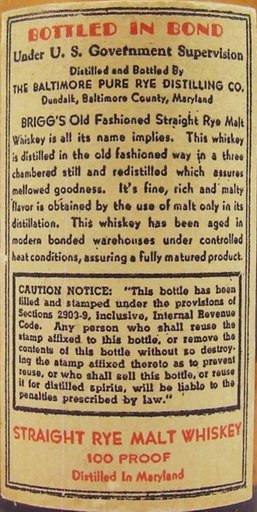 BOTTLED IN BOND
Under U. S. Government Supervision
Distilled and Bottled By
THE BALTIMORE PURE RYE DISTILLING CO.
Dundalk, Baltimore County, Maryland
BRIGG'S Old Fashioned Straight Rye Malt
Whiskey is all its name implies. This whiskey
is distilled in the old fashioned way in a three
chambered still and redistilled which assures
mellowed goodness. It's fine, rich and malty
flavor is obtained by the use of malt only in its
distillation. This whiskey has been aged in
modern bonded warehouses under controlled
heat conditions, assuring a fully matured product.
CAUTION NOTICE: "This bottle has been
filled and stamped under the provisions of
Sections 2903-9, inclusive, Internal Revenue
Code. Any person who shall reuse the
stamp affixed to this bottle, or remove the
contents of this bottle without so destroy-
ing the stamp affixed thereto as to prevent
reuse, or who shall sell this bottle, or reuse
it for distilled spirits, will be liable to the
penalties prescribed by law."
STRAIGHT RYE MALT WHISKEY
100 PROOF
Distilled In Maryland